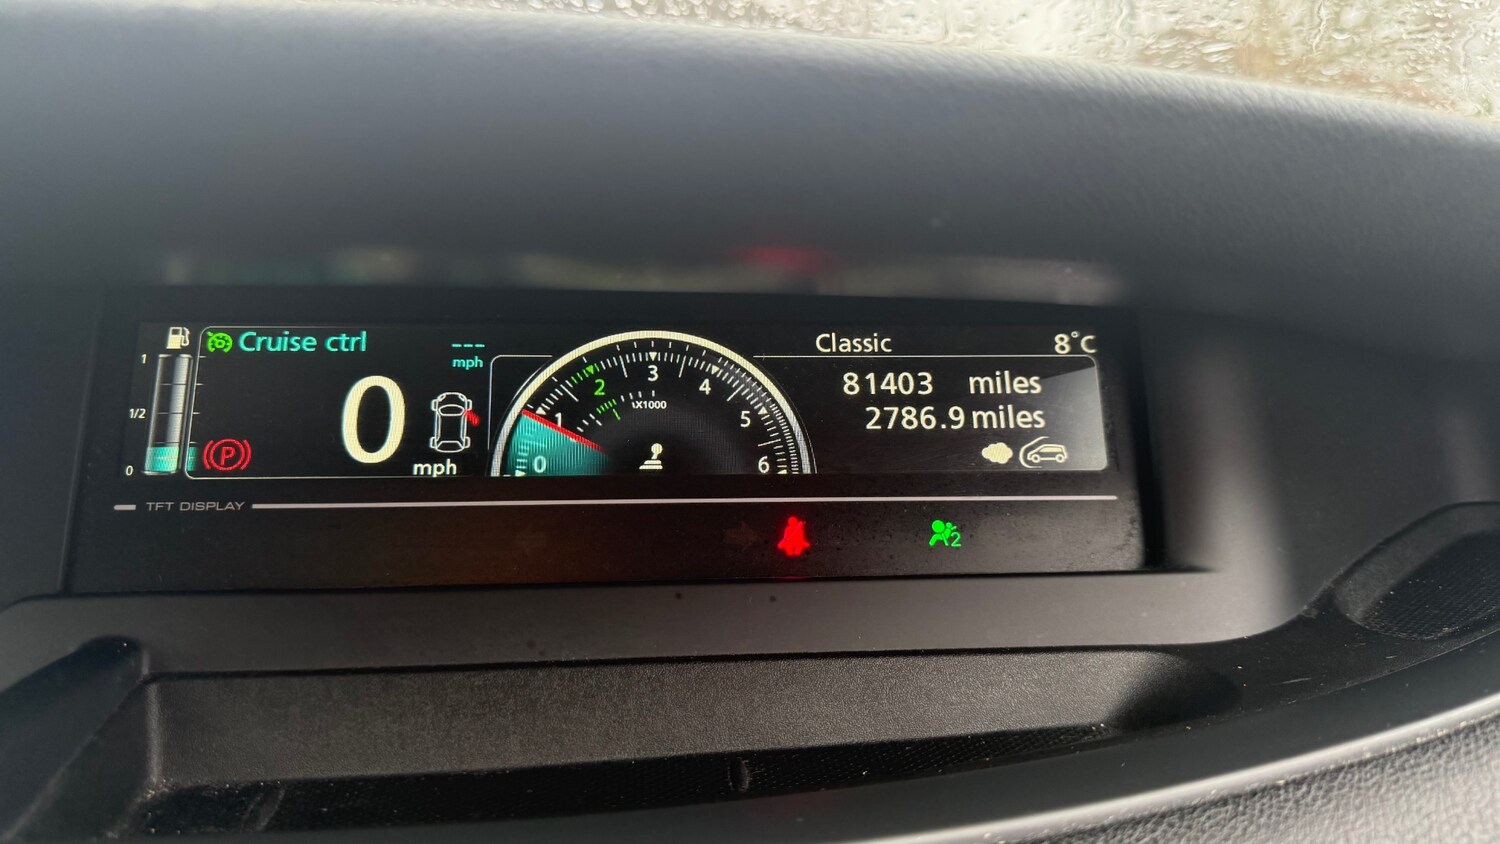 Cruise ctrl
---
mph
Classic
8°C
1
1/2
0
P
0
mph
0
1
2
3
4
5
6
X1000
81403 miles
2786.9 miles
TFT DISPLAY
2